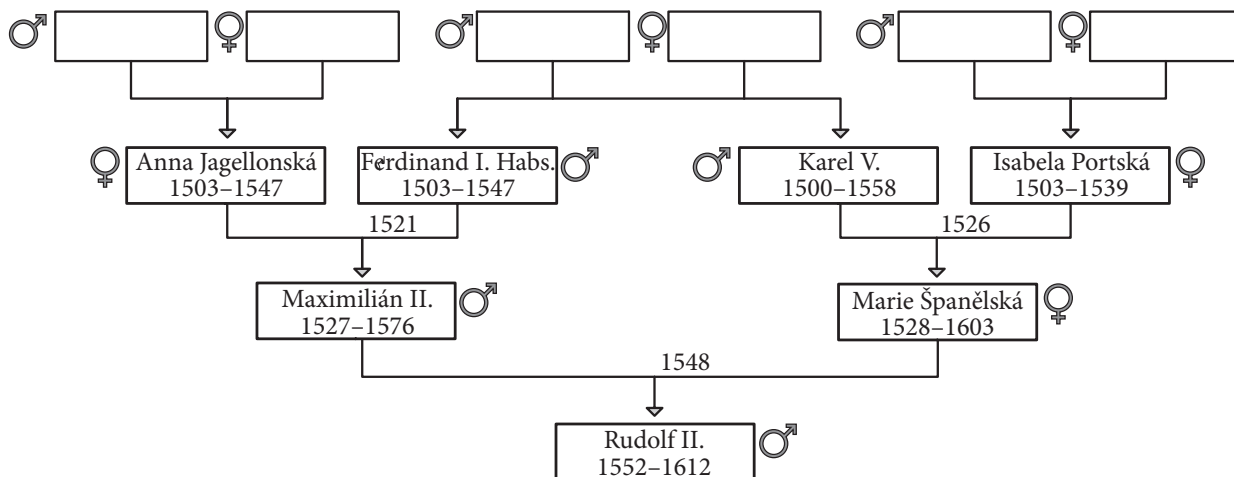 Anna Jagellonská
1503–1547
Ferdinand I. Habs.
1503–1547
Karel V.
1500–1558
Isabela Portská
1503–1539
1521
1526
Maximilián II.
1527–1576
Marie Španělská
1528–1603
1548
Rudolf II.
1552–1612